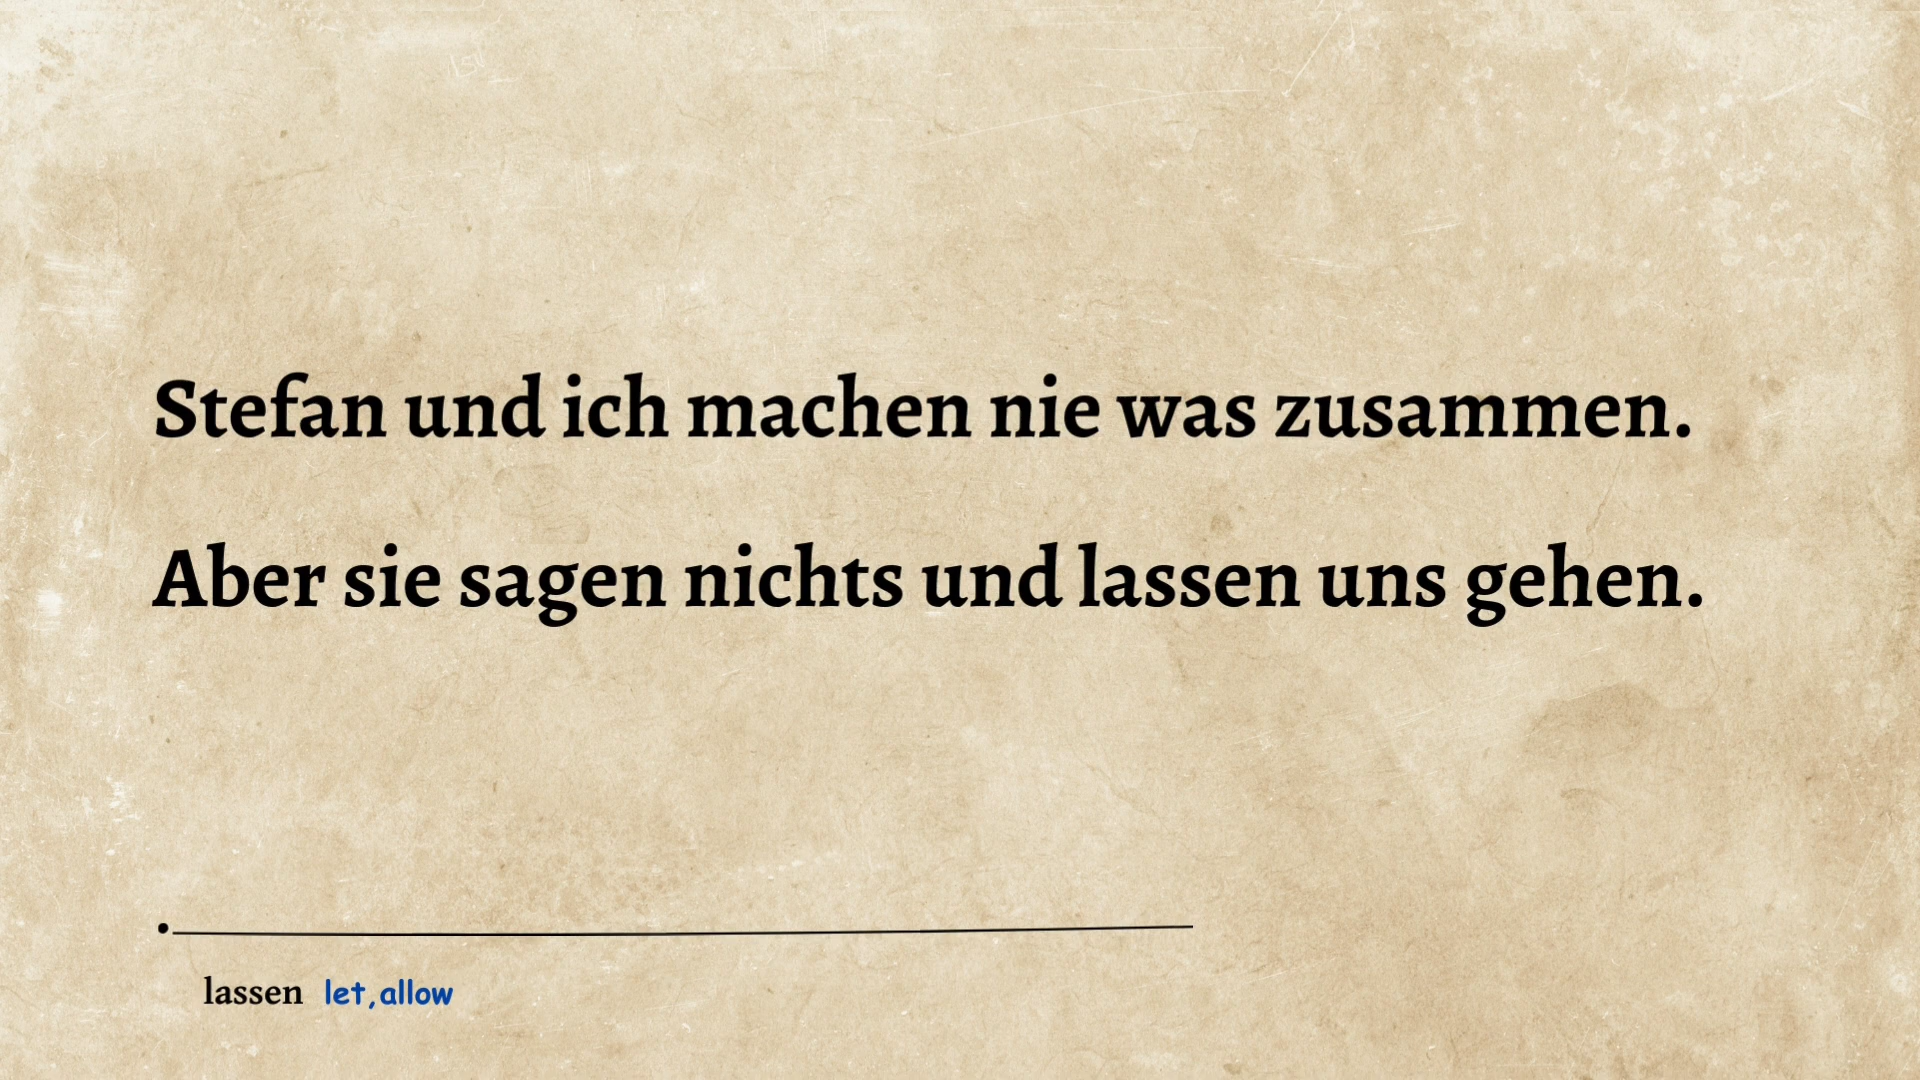 Stefan und ich machen nie was zusammen.
Aber sie sagen nichts und lassen uns gehen.
lassen let,allow